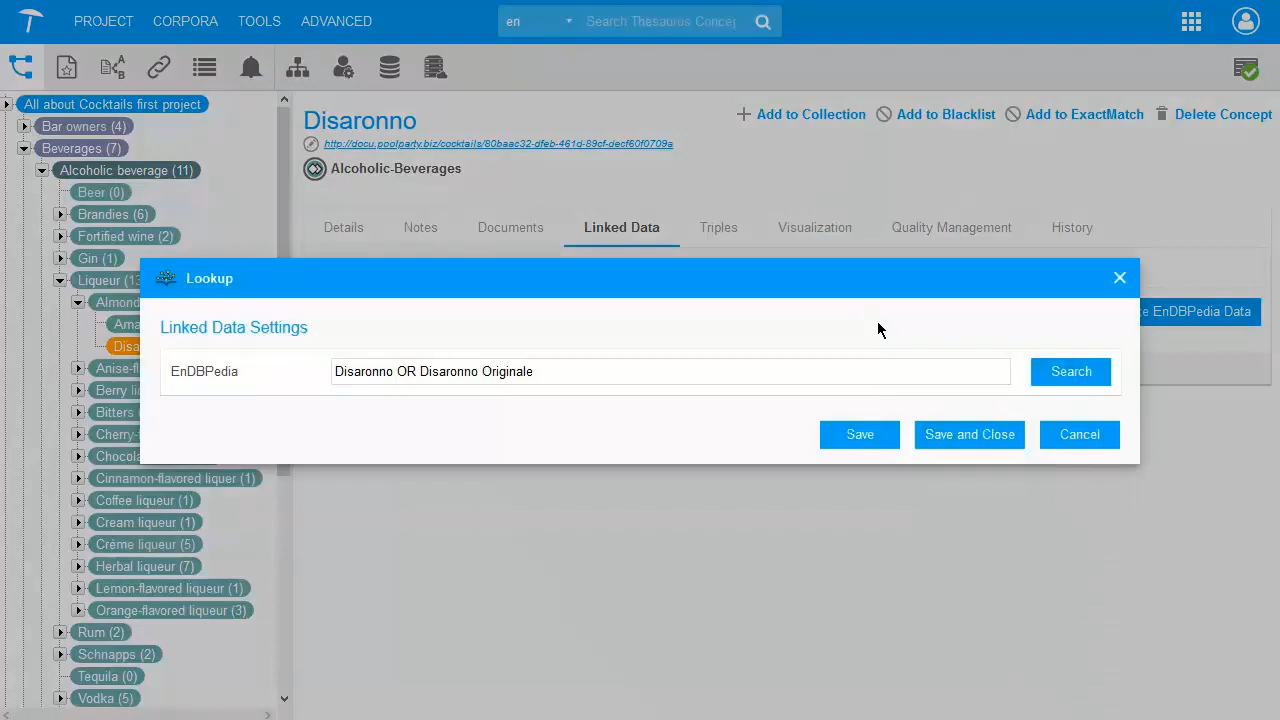 PROJECT CORPORA TOOLS ADVANCED en Search Thesaurus Concep
All about Cocktails first project
Bar owners (4)
Beverages (7)
Alcoholic beverage (11)
Beer (0)
Brandies (6)
Fortified wine (2)
Gin (1)
Liqueur (13
Almond
Ama
Disa
Anise-fl
Berry li
Bitters
Cherry-
Chocola
Cinnamon-flavored liquer (1)
Coffee liqueur (1)
Cream liqueur (1)
Crème liqueur (5)
Herbal liqueur (7)
Lemon-flavored liqueur (1)
Orange-flavored liqueur (3)
Rum (2)
Schnapps (2)
Tequila (0)
Vodka (5)
Disaronno
Add to Collection Add to Blacklist Add to ExactMatch Delete Concept
http://docu.poolparty.biz/cocktails/80baac32-dfeb-461d-89cf-decf60f0709a
Alcoholic-Beverages
Details Notes Documents Linked Data Triples Visualization Quality Management History
EnDBPedia Data
Lookup
Linked Data Settings
EnDBPedia Disaronno OR Disaronno Originale Search
Save Save and Close Cancel